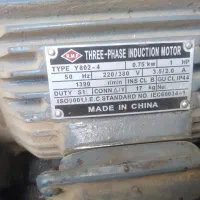 THREE-PHASE INDUCTION MOTOR
TYPE Y802-4 0.75 kW 1 HP
50 Hz 220/380 V 3.5/2.0 A
1390 r/min INS CL B IP44
DUTY S1 CONN △/Y 17 kg
ISO9001,I.E.C STANDARD NO. IEC60034-1
MADE IN CHINA